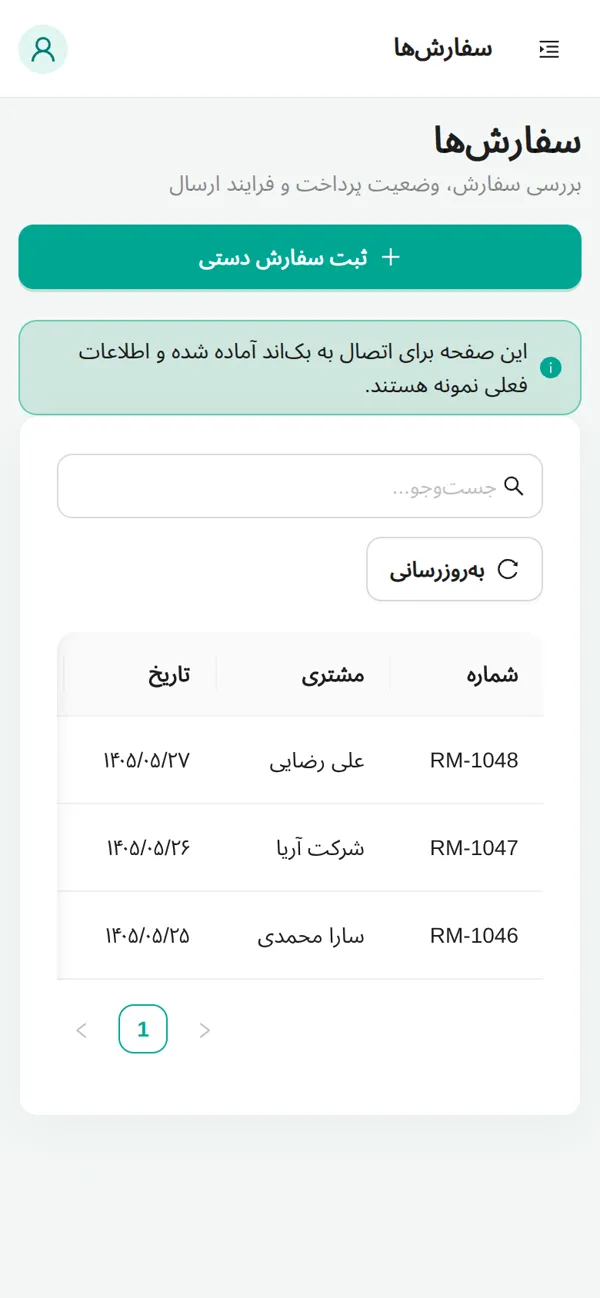 سفارش‌ها
سفارش‌ها
بررسی سفارش، وضعیت پرداخت و فرایند ارسال
ثبت سفارش دستی
این صفحه برای اتصال به بک‌اند آماده شده و اطلاعات
فعلی نمونه هستند.
جست‌وجو...
به‌روزرسانی
شماره مشتری تاریخ
RM-1048 علی رضایی ۱۴۰۵/۰۵/۲۷
RM-1047 شرکت آریا ۱۴۰۵/۰۵/۲۶
RM-1046 سارا محمدی ۱۴۰۵/۰۵/۲۵
1